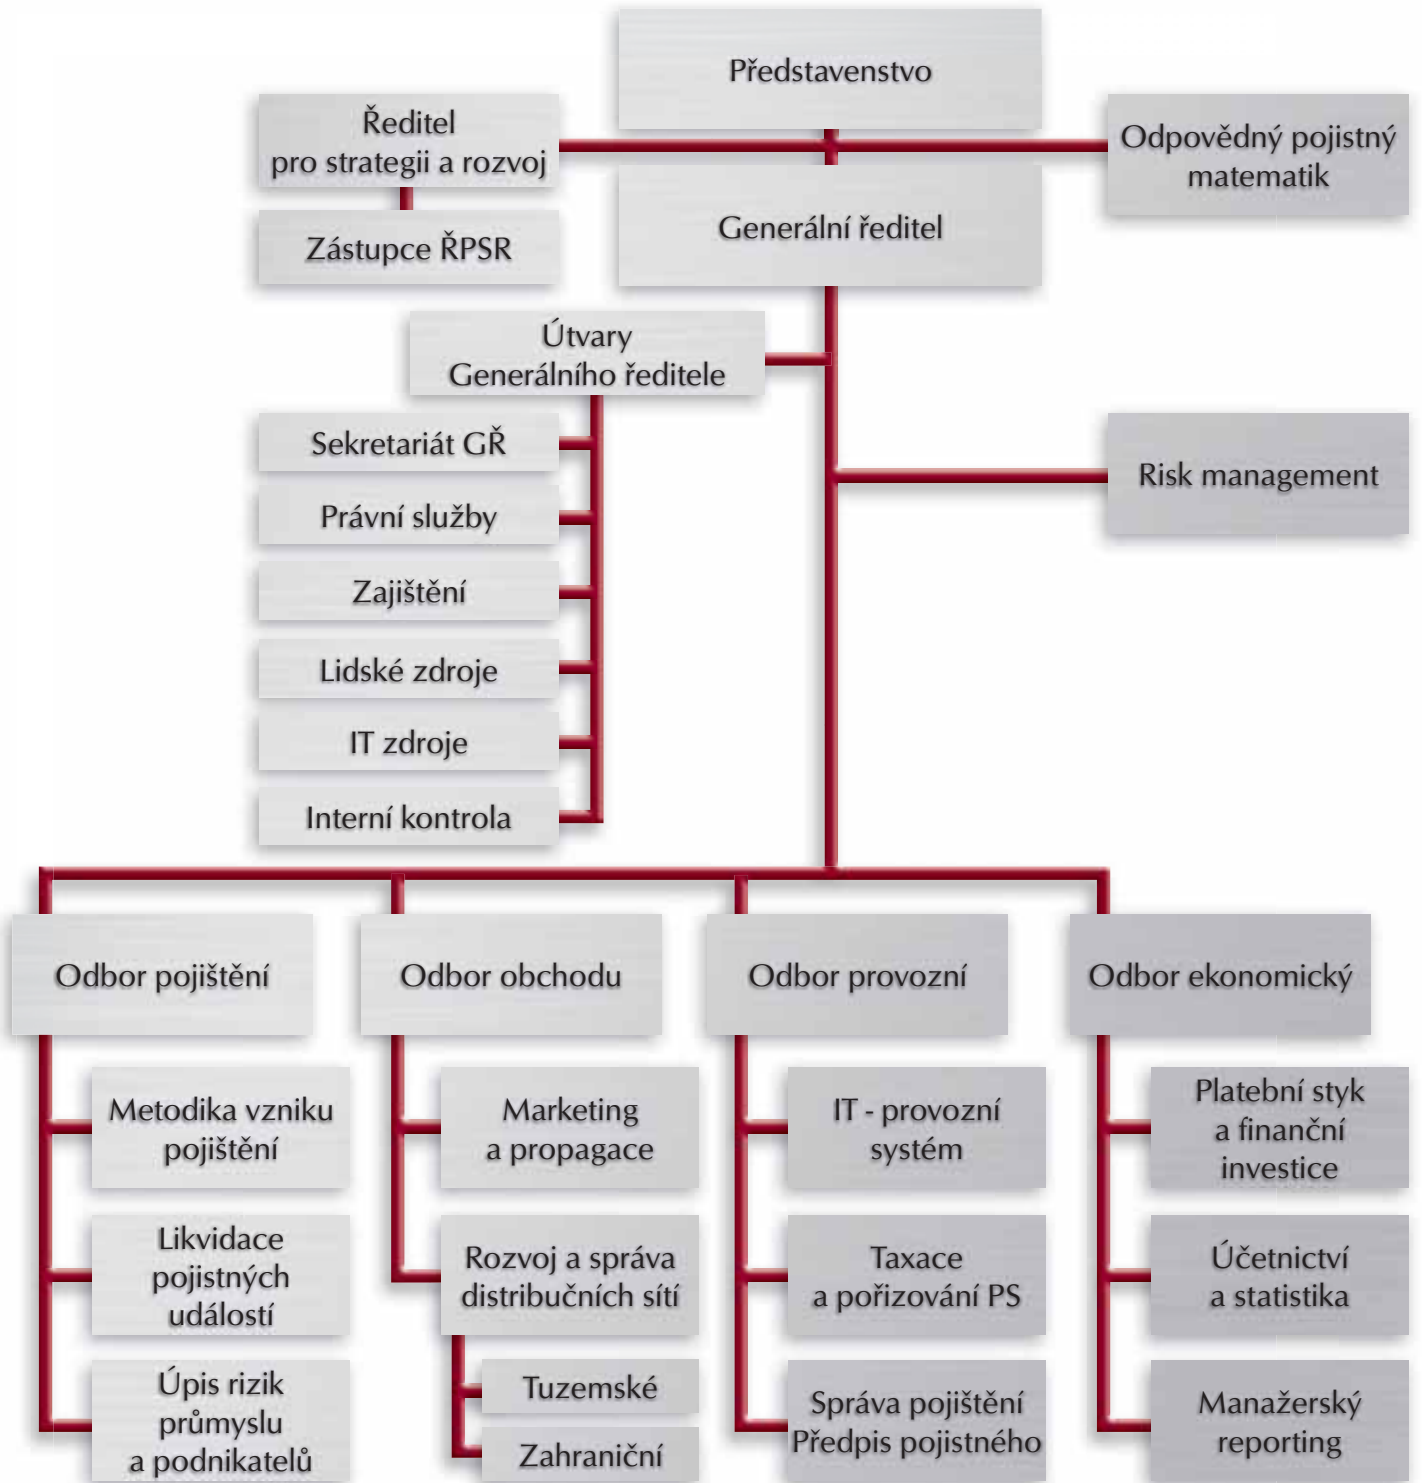 Představenstvo
Ředitel
pro strategii a rozvoj
Odpovědný pojistný
matematik
Generální ředitel
Zástupce ŘPSR
Útvary
Generálního ředitele
Sekretariát GŘ
Právní služby
Zajištění
Lidské zdroje
IT zdroje
Interní kontrola
Risk management
Odbor pojištění
Metodika vzniku
pojištění
Likvidace
pojistných
událostí
Úpis rizik
průmyslu
a podnikatelů
Odbor obchodu
Marketing
a propagace
Rozvoj a správa
distribučních sítí
Tuzemské
Zahraniční
Odbor provozní
IT - provozní
systém
Taxace
a pořizování PS
Správa pojištění
Předpis pojistného
Odbor ekonomický
Platební styk
a finanční
investice
Účetnictví
a statistika
Manažerský
reporting